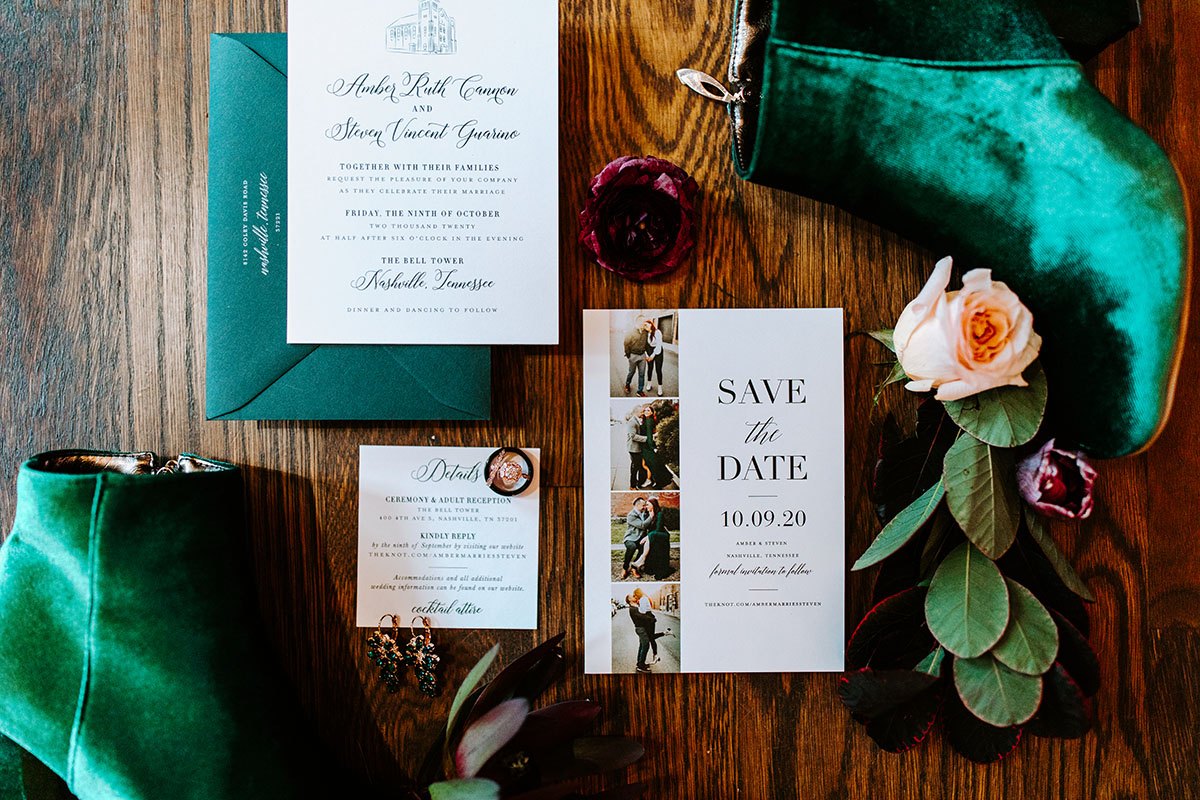 Amber Ruth Cannon
AND
Steven Vincent Guarino
TOGETHER WITH THEIR FAMILIES
REQUEST THE PLEASURE OF YOUR COMPANY
AS THEY CELEBRATE THEIR MARRIAGE
FRIDAY, THE NINTH OF OCTOBER
TWO THOUSAND TWENTY
AT HALF AFTER SIX O'CLOCK IN THE EVENING
THE BELL TOWER
Nashville, Tennessee
DINNER AND DANCING TO FOLLOW
4142 COLEY DAVIS ROAD
nashville, tennessee
37221
Details
CEREMONY & ADULT RECEPTION
THE BELL TOWER
400 4TH AVE S, NASHVILLE, TN 37201
KINDLY REPLY
by the ninth of September by visiting our website
THEKNOT.COM/AMBERMARRIESSTEVEN
Accommodations and all additional
wedding information can be found on our website.
cocktail attire
SAVE
the
DATE
10.09.20
AMBER & STEVEN
NASHVILLE, TENNESSEE
formal invitation to follow
THEKNOT.COM/AMBERMARRIESSTEVEN